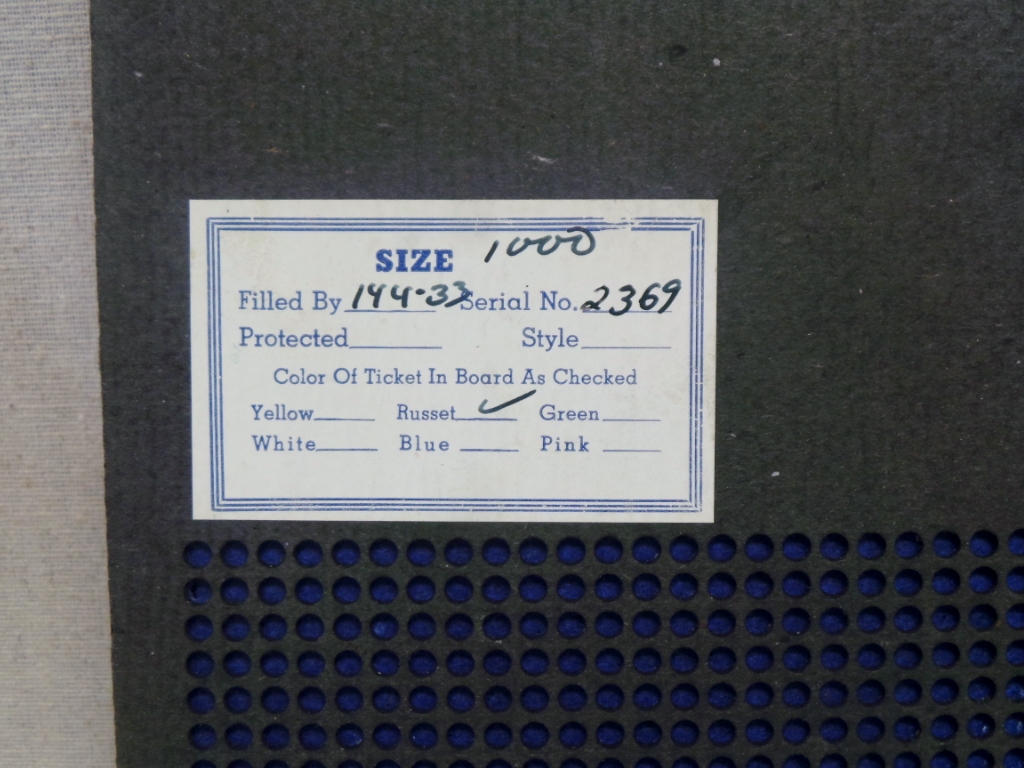 SIZE 1000
Filled By 144-33 Serial No. 2369
Protected Style
Color Of Ticket In Board As Checked
Yellow Russet ✓ Green
White Blue Pink